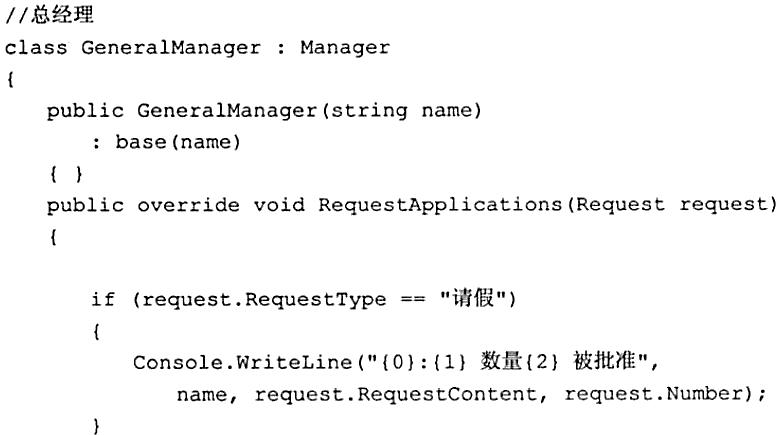 //总经理
class GeneralManager : Manager
{
    public GeneralManager(string name)
        : base(name)
    { }
    public override void RequestApplications(Request request)
    {

        if (request.RequestType == "请假")
        {
            Console.WriteLine("{0}:{1} 数量{2} 被批准",
                name, request.RequestContent, request.Number);
        }